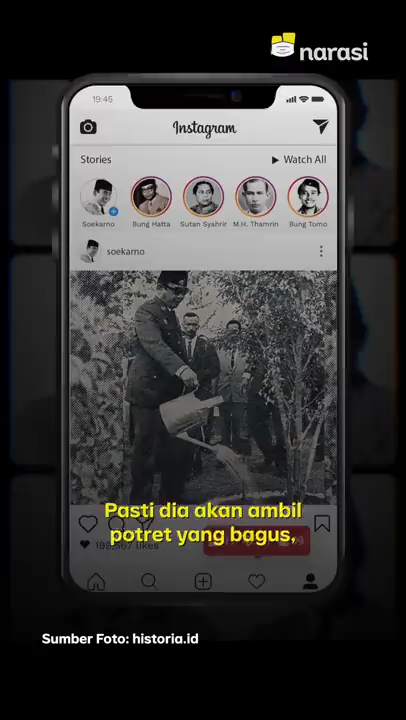 narasi
19:45
Instagram
Stories
Watch All
Soekarno
Bung Hatta
Sutan Syahrir
M.H. Thamrin
Bung Tomo
soekarno
Pasti dia akan ambil
potret yang bagus,
likes
Sumber Foto: historia.id